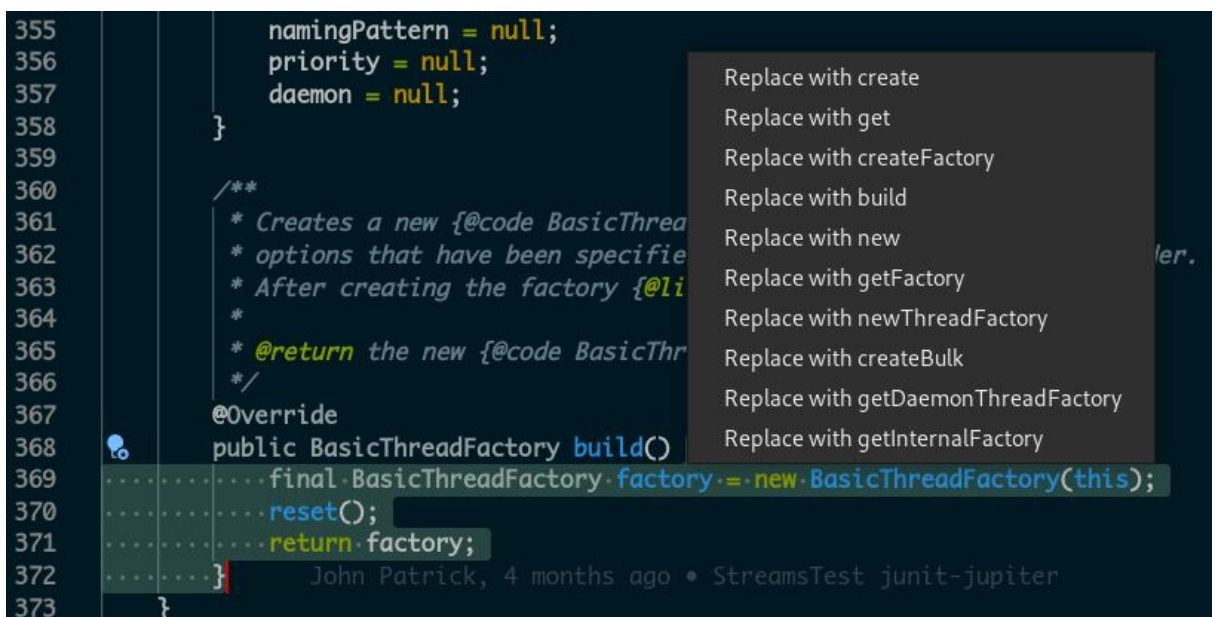 355 namingPattern = null;
356 priority = null;
357 daemon = null;
358 }
359
360 /**
361 * Creates a new {@code BasicThrea
362 * options that have been specifie ler.
363 * After creating the factory {@li
364 *
365 * @return the new {@code BasicThr
366 */
367 @Override
368 public BasicThreadFactory build()
369 final BasicThreadFactory factory = new BasicThreadFactory(this);
370 reset();
371 return factory;
372 } John Patrick, 4 months ago • StreamsTest junit-jupiter
373 }
Replace with create
Replace with get
Replace with createFactory
Replace with build
Replace with new
Replace with getFactory
Replace with newThreadFactory
Replace with createBulk
Replace with getDaemonThreadFactory
Replace with getInternalFactory